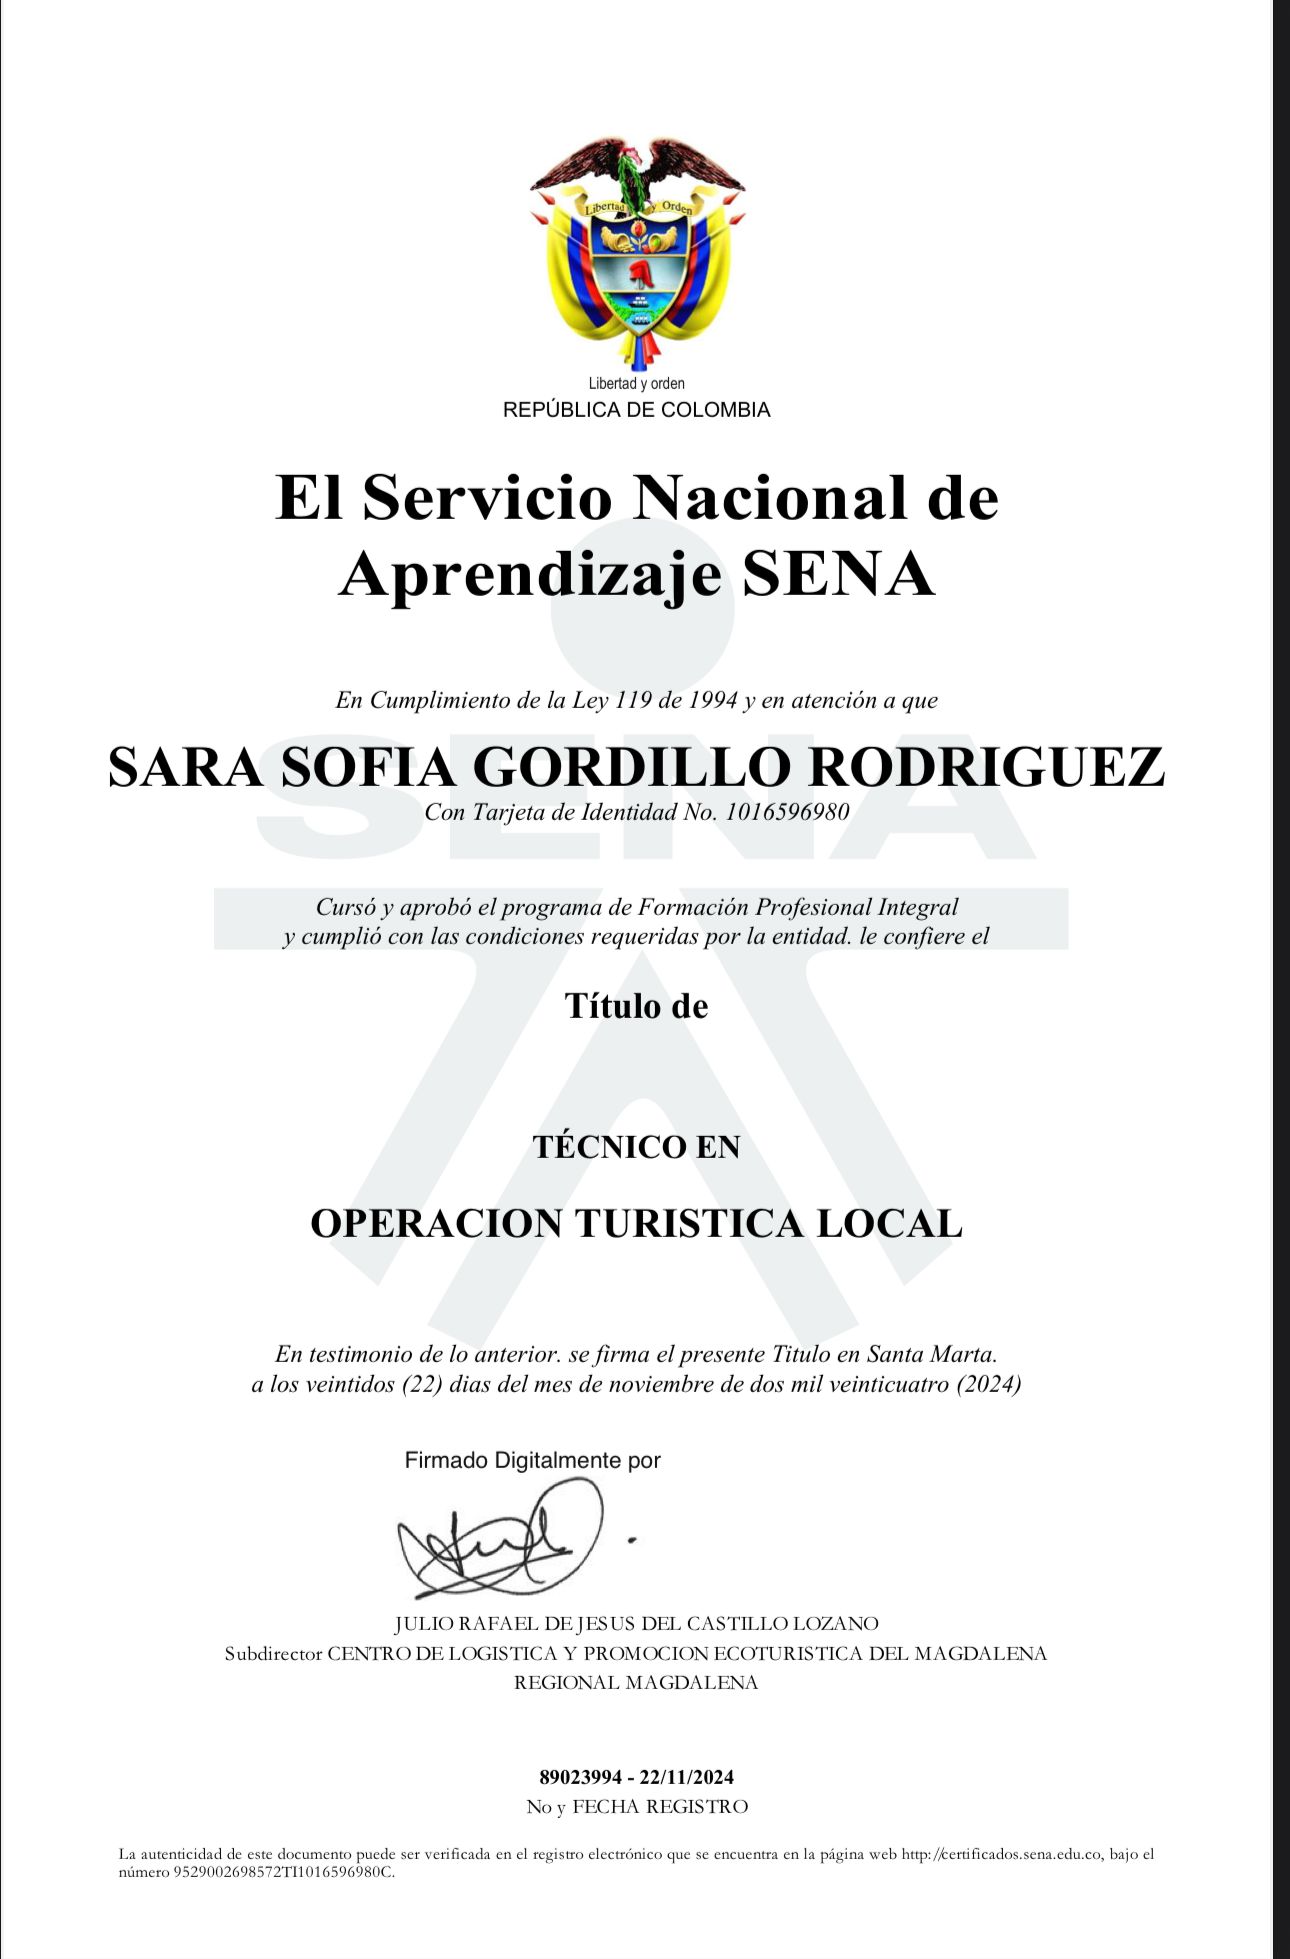 Libertad y Orden
Libertad y orden
REPÚBLICA DE COLOMBIA
El Servicio Nacional de
Aprendizaje SENA
En Cumplimiento de la Ley 119 de 1994 y en atención a que
SENA
SARA SOFIA GORDILLO RODRIGUEZ
Con Tarjeta de Identidad No. 1016596980
Cursó y aprobó el programa de Formación Profesional Integral
y cumplió con las condiciones requeridas por la entidad. le confiere el
Título de
TÉCNICO EN
OPERACION TURISTICA LOCAL
En testimonio de lo anterior. se firma el presente Titulo en Santa Marta.
a los veintidos (22) dias del mes de noviembre de dos mil veinticuatro (2024)
Firmado Digitalmente por
JULIO RAFAEL DE JESUS DEL CASTILLO LOZANO
Subdirector CENTRO DE LOGISTICA Y PROMOCION ECOTURISTICA DEL MAGDALENA
REGIONAL MAGDALENA
89023994 - 22/11/2024
No y FECHA REGISTRO
La autenticidad de este documento puede ser verificada en el registro electrónico que se encuentra en la página web http://certificados.sena.edu.co, bajo el
número 9529002698572TI1016596980C.